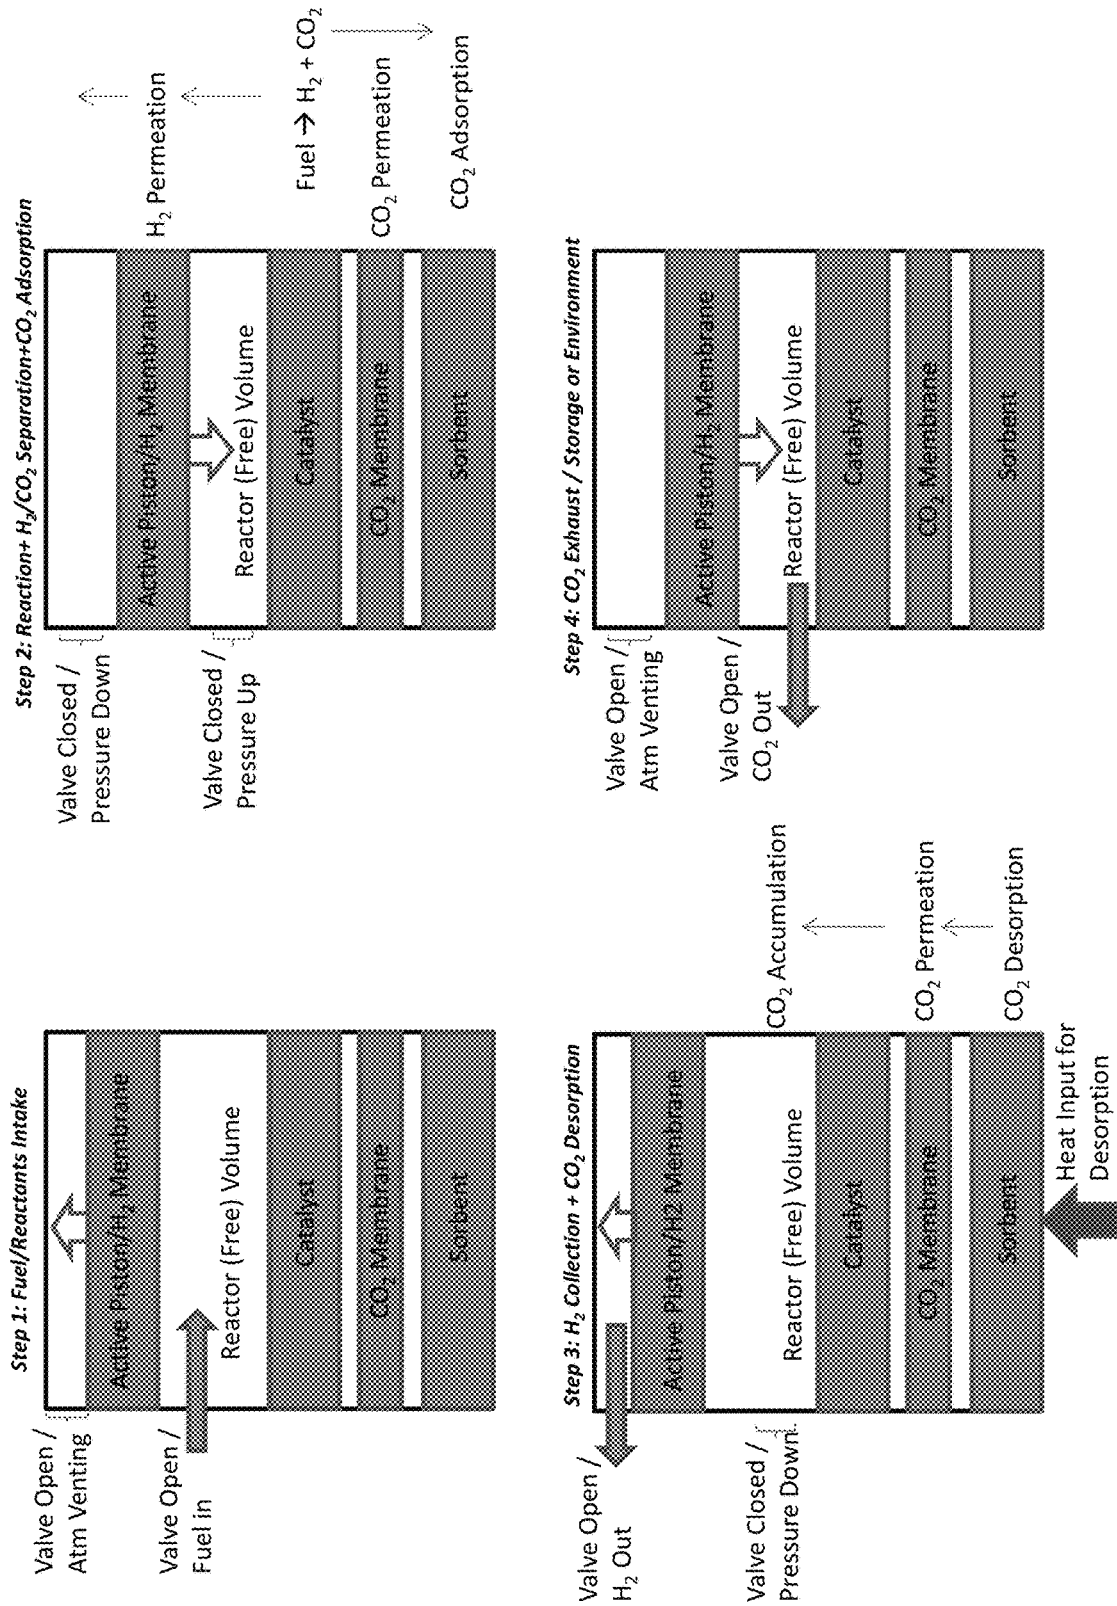 Step 1: Fuel/Reactants Intake
Valve Open /
Atm Venting
Valve Open /
Fuel in
Active Piston/H₂ Membrane
Reactor (Free) Volume
Catalyst
CO₂ Membrane
Sorbent
Step 2: Reaction+ H₂/CO₂ Separation+CO₂ Adsorption
Valve Closed /
Pressure Down
Valve Closed /
Pressure Up
Active Piston/H₂ Membrane
Reactor (Free) Volume
Catalyst
CO₂ Membrane
Sorbent
H₂ Permeation
Fuel → H₂ + CO₂
CO₂ Permeation
CO₂ Adsorption
Step 3: H₂ Collection + CO₂ Desorption
Valve Open /
H₂ Out
Valve Closed /
Pressure Down
Active Piston/H2 Membrane
Reactor (Free) Volume
Catalyst
CO₂ Membrane
Sorbent
CO₂ Accumulation
CO₂ Permeation
CO₂ Desorption
Heat Input for
Desorption
Step 4: CO₂ Exhaust / Storage or Environment
Valve Open /
Atm Venting
Valve Open /
CO₂ Out
Active Piston/H₂ Membrane
Reactor (Free) Volume
Catalyst
CO₂ Membrane
Sorbent